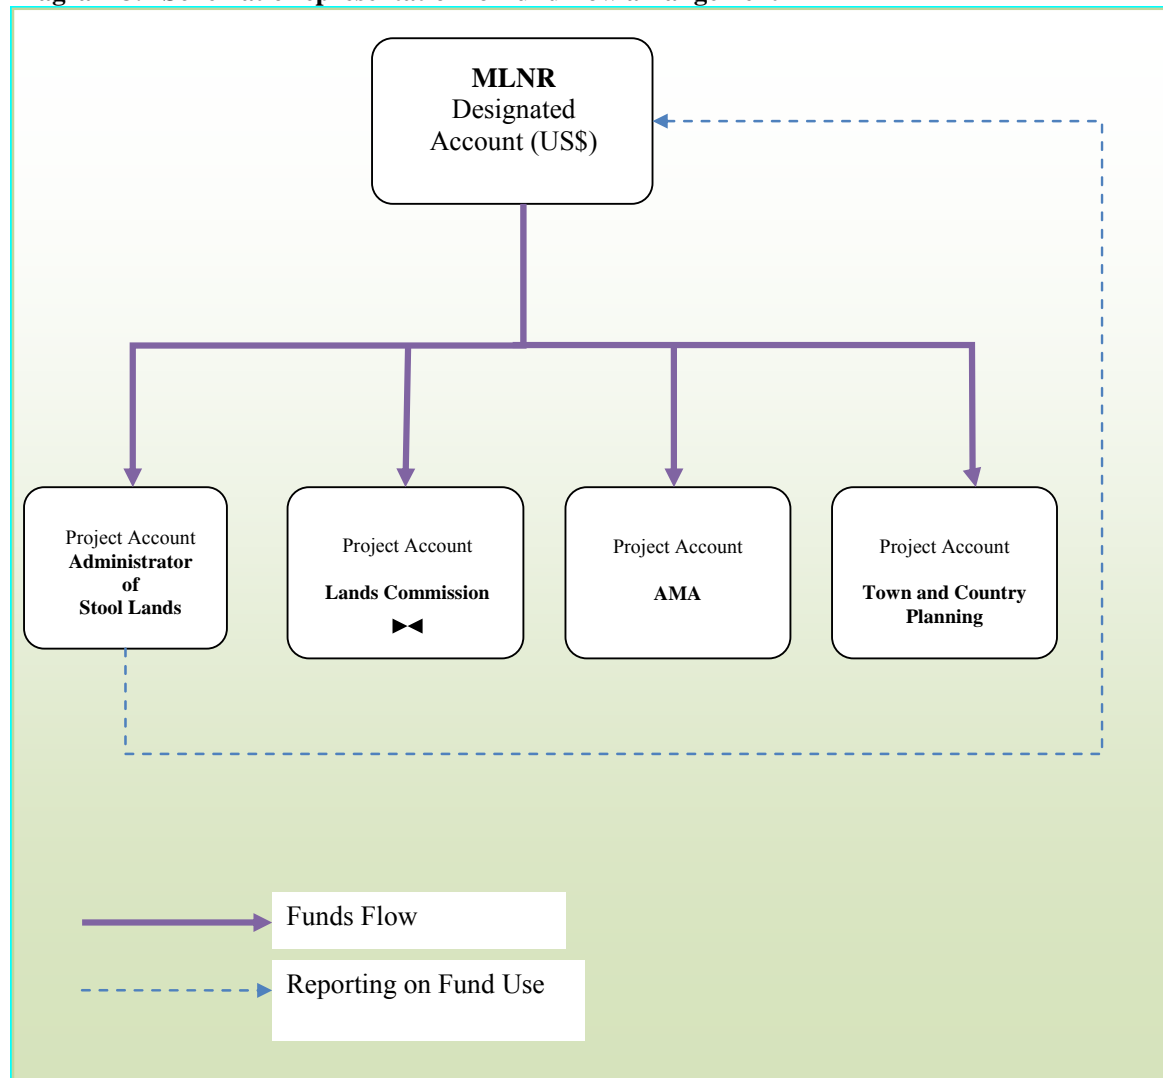 MLNR
Designated
Account (US$)
Project Account
Administrator
of
Stool Lands
Project Account
Lands Commission
Project Account
AMA
Project Account
Town and Country
Planning
Funds Flow
Reporting on Fund Use